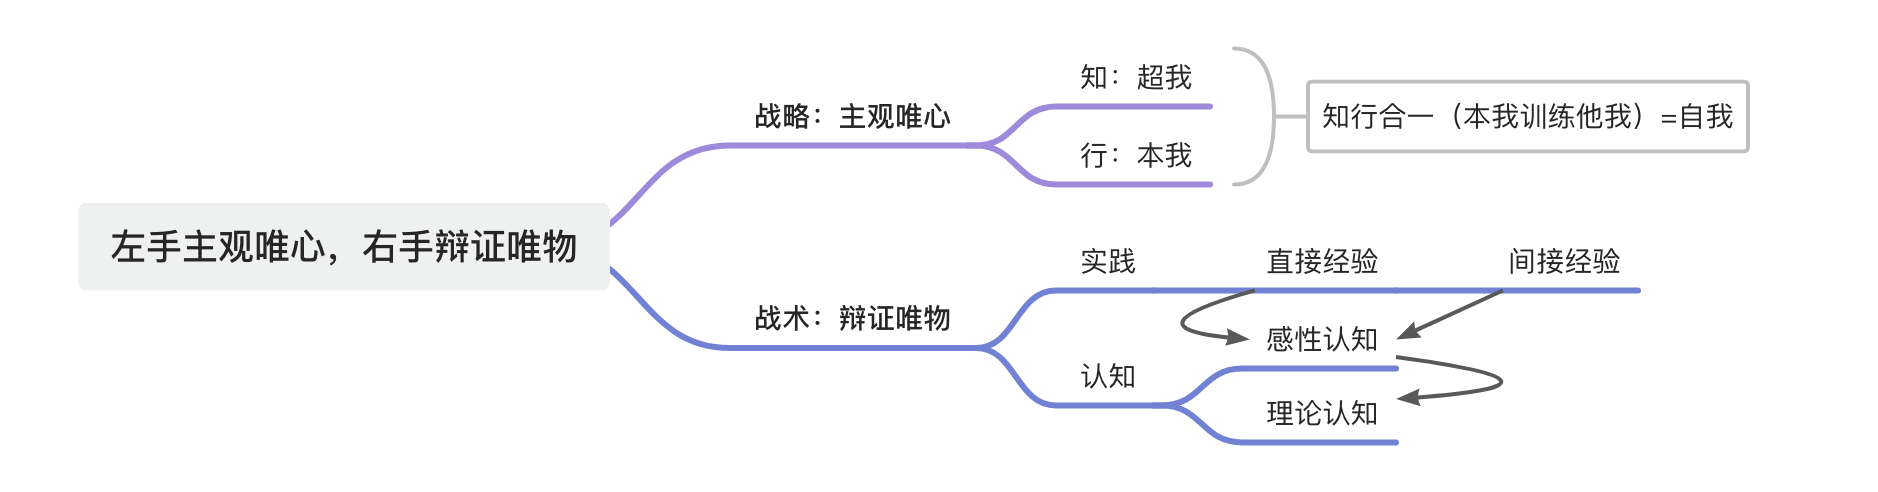 左手主观唯心，右手辩证唯物
战略：主观唯心
知：超我
行：本我
知行合一（本我训练他我）=自我
战术：辩证唯物
实践
直接经验
间接经验
认知
感性认知
理论认知